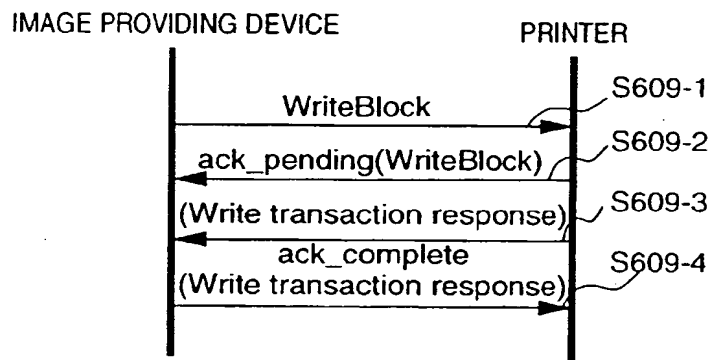 IMAGE PROVIDING DEVICE
PRINTER
WriteBlock
S609-1
ack_pending(WriteBlock)
S609-2
(Write transaction response)
S609-3
ack_complete
(Write transaction response)
S609-4